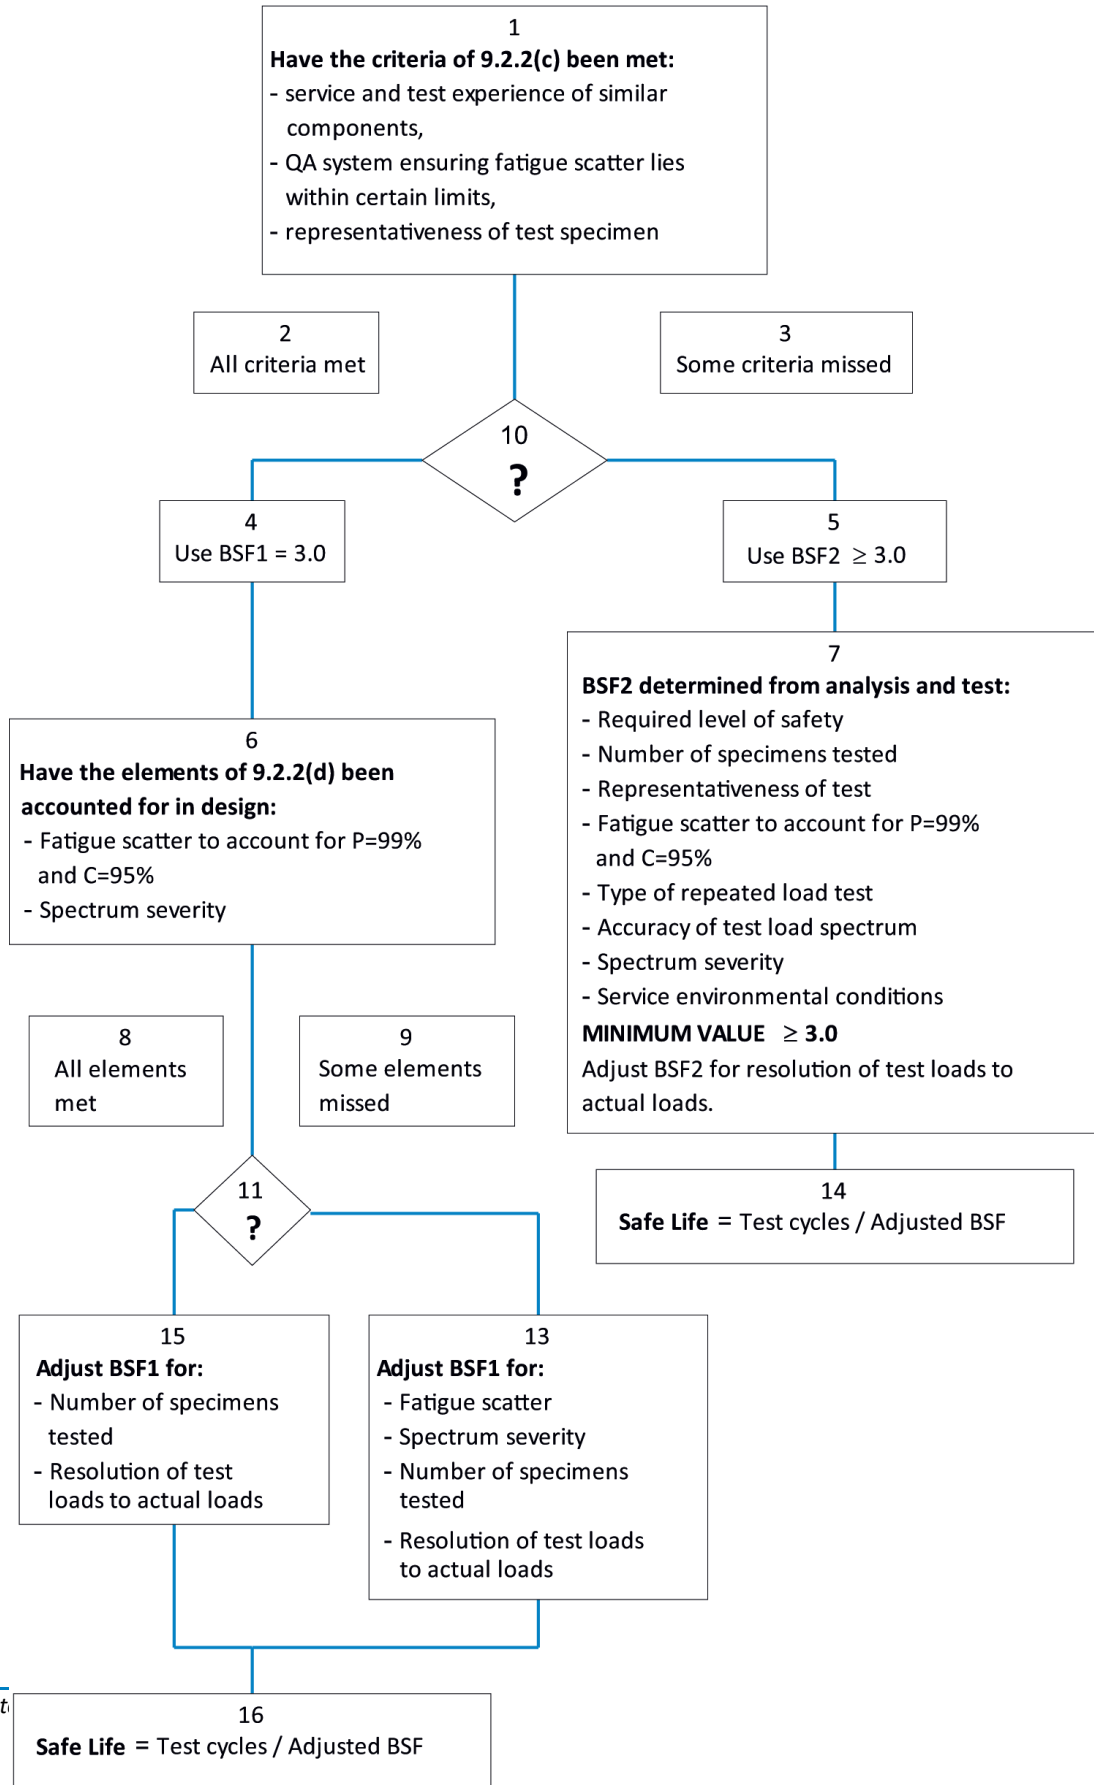 1
Have the criteria of 9.2.2(c) been met:
- service and test experience of similar
components,
- QA system ensuring fatigue scatter lies
within certain limits,
- representativeness of test specimen
2
All criteria met
3
Some criteria missed
10
?
4
Use BSF1 = 3.0
5
Use BSF2 ≥ 3.0
6
Have the elements of 9.2.2(d) been
accounted for in design:
- Fatigue scatter to account for P=99%
and C=95%
- Spectrum severity
7
BSF2 determined from analysis and test:
- Required level of safety
- Number of specimens tested
- Representativeness of test
- Fatigue scatter to account for P=99%
and C=95%
- Type of repeated load test
- Accuracy of test load spectrum
- Spectrum severity
- Service environmental conditions
MINIMUM VALUE ≥ 3.0
Adjust BSF2 for resolution of test loads to
actual loads.
8
All elements
met
9
Some elements
missed
11
?
14
Safe Life = Test cycles / Adjusted BSF
15
Adjust BSF1 for:
- Number of specimens
tested
- Resolution of test
loads to actual loads
13
Adjust BSF1 for:
- Fatigue scatter
- Spectrum severity
- Number of specimens
tested
- Resolution of test loads
to actual loads
16
Safe Life = Test cycles / Adjusted BSF